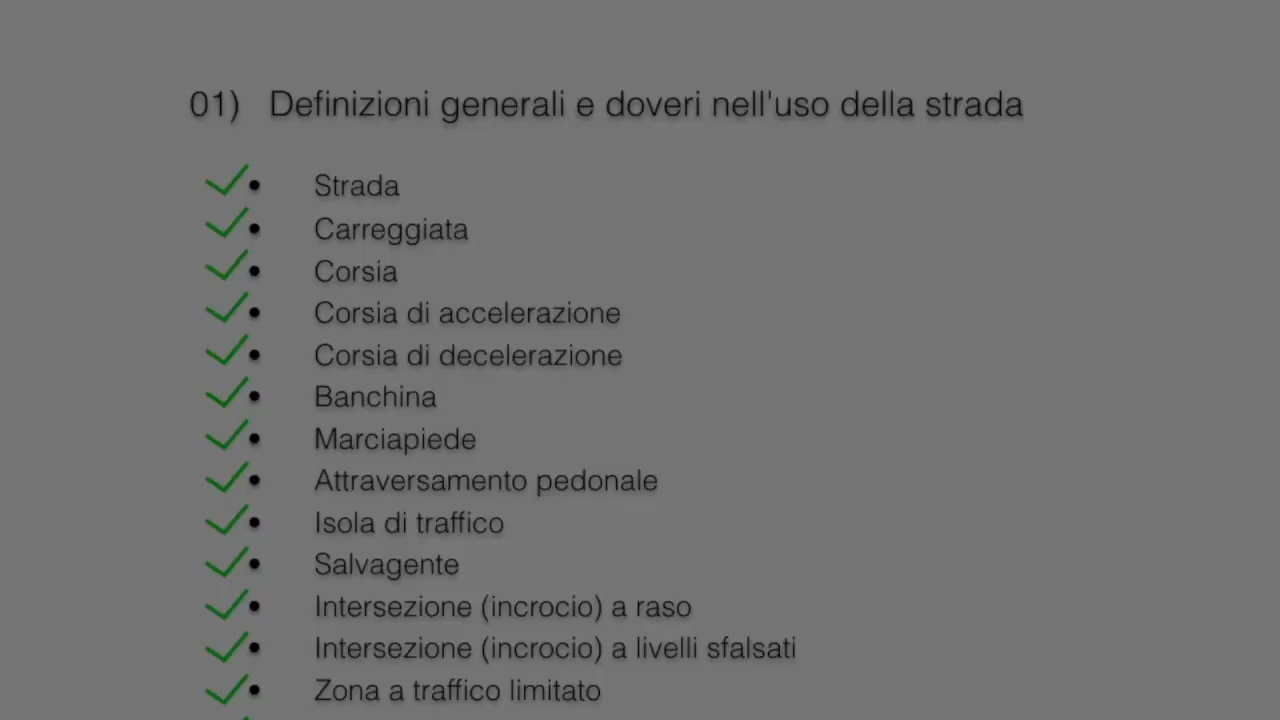 01) Definizioni generali e doveri nell'uso della strada
• Strada
• Carreggiata
• Corsia
• Corsia di accelerazione
• Corsia di decelerazione
• Banchina
• Marciapiede
• Attraversamento pedonale
• Isola di traffico
• Salvagente
• Intersezione (incrocio) a raso
• Intersezione (incrocio) a livelli sfalsati
• Zona a traffico limitato